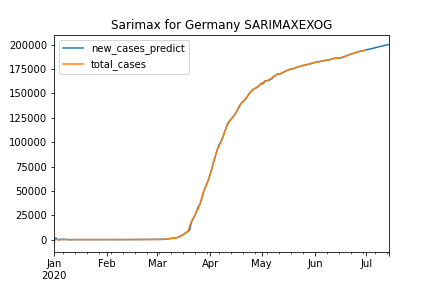 Sarimax for Germany SARIMAXEXOG
new_cases_predict
total_cases
200000
175000
150000
125000
100000
75000
50000
25000
0
Jan Feb Mar Apr May Jun Jul
2020